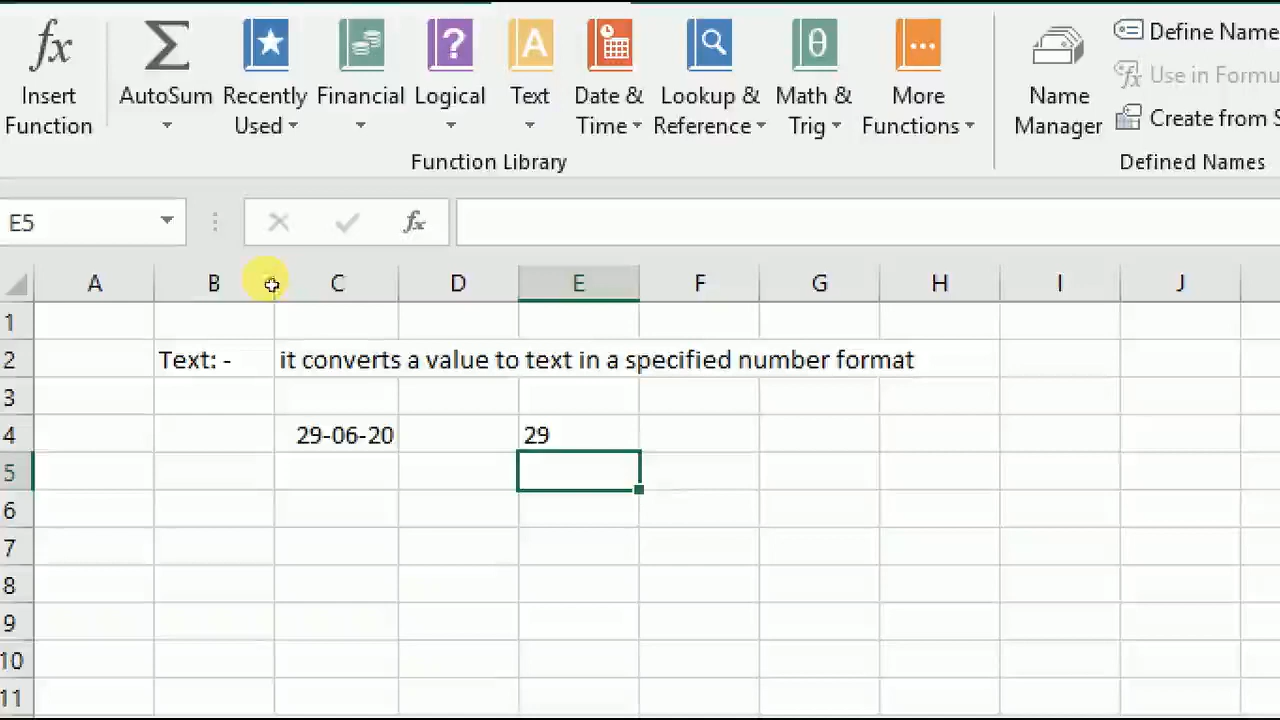 fx Σ A ? θ
Insert Function
AutoSum
Recently Used
Financial
Logical
Text
Date & Time
Lookup & Reference
Math & Trig
More Functions
Name Manager
Define Name
Use in Formu
Create from S
Function Library
Defined Names
E5
fx
A B C D E F G H I J
1
2 Text: - it converts a value to text in a specified number format
3
4 29-06-20 29
5
6
7
8
9
10
11